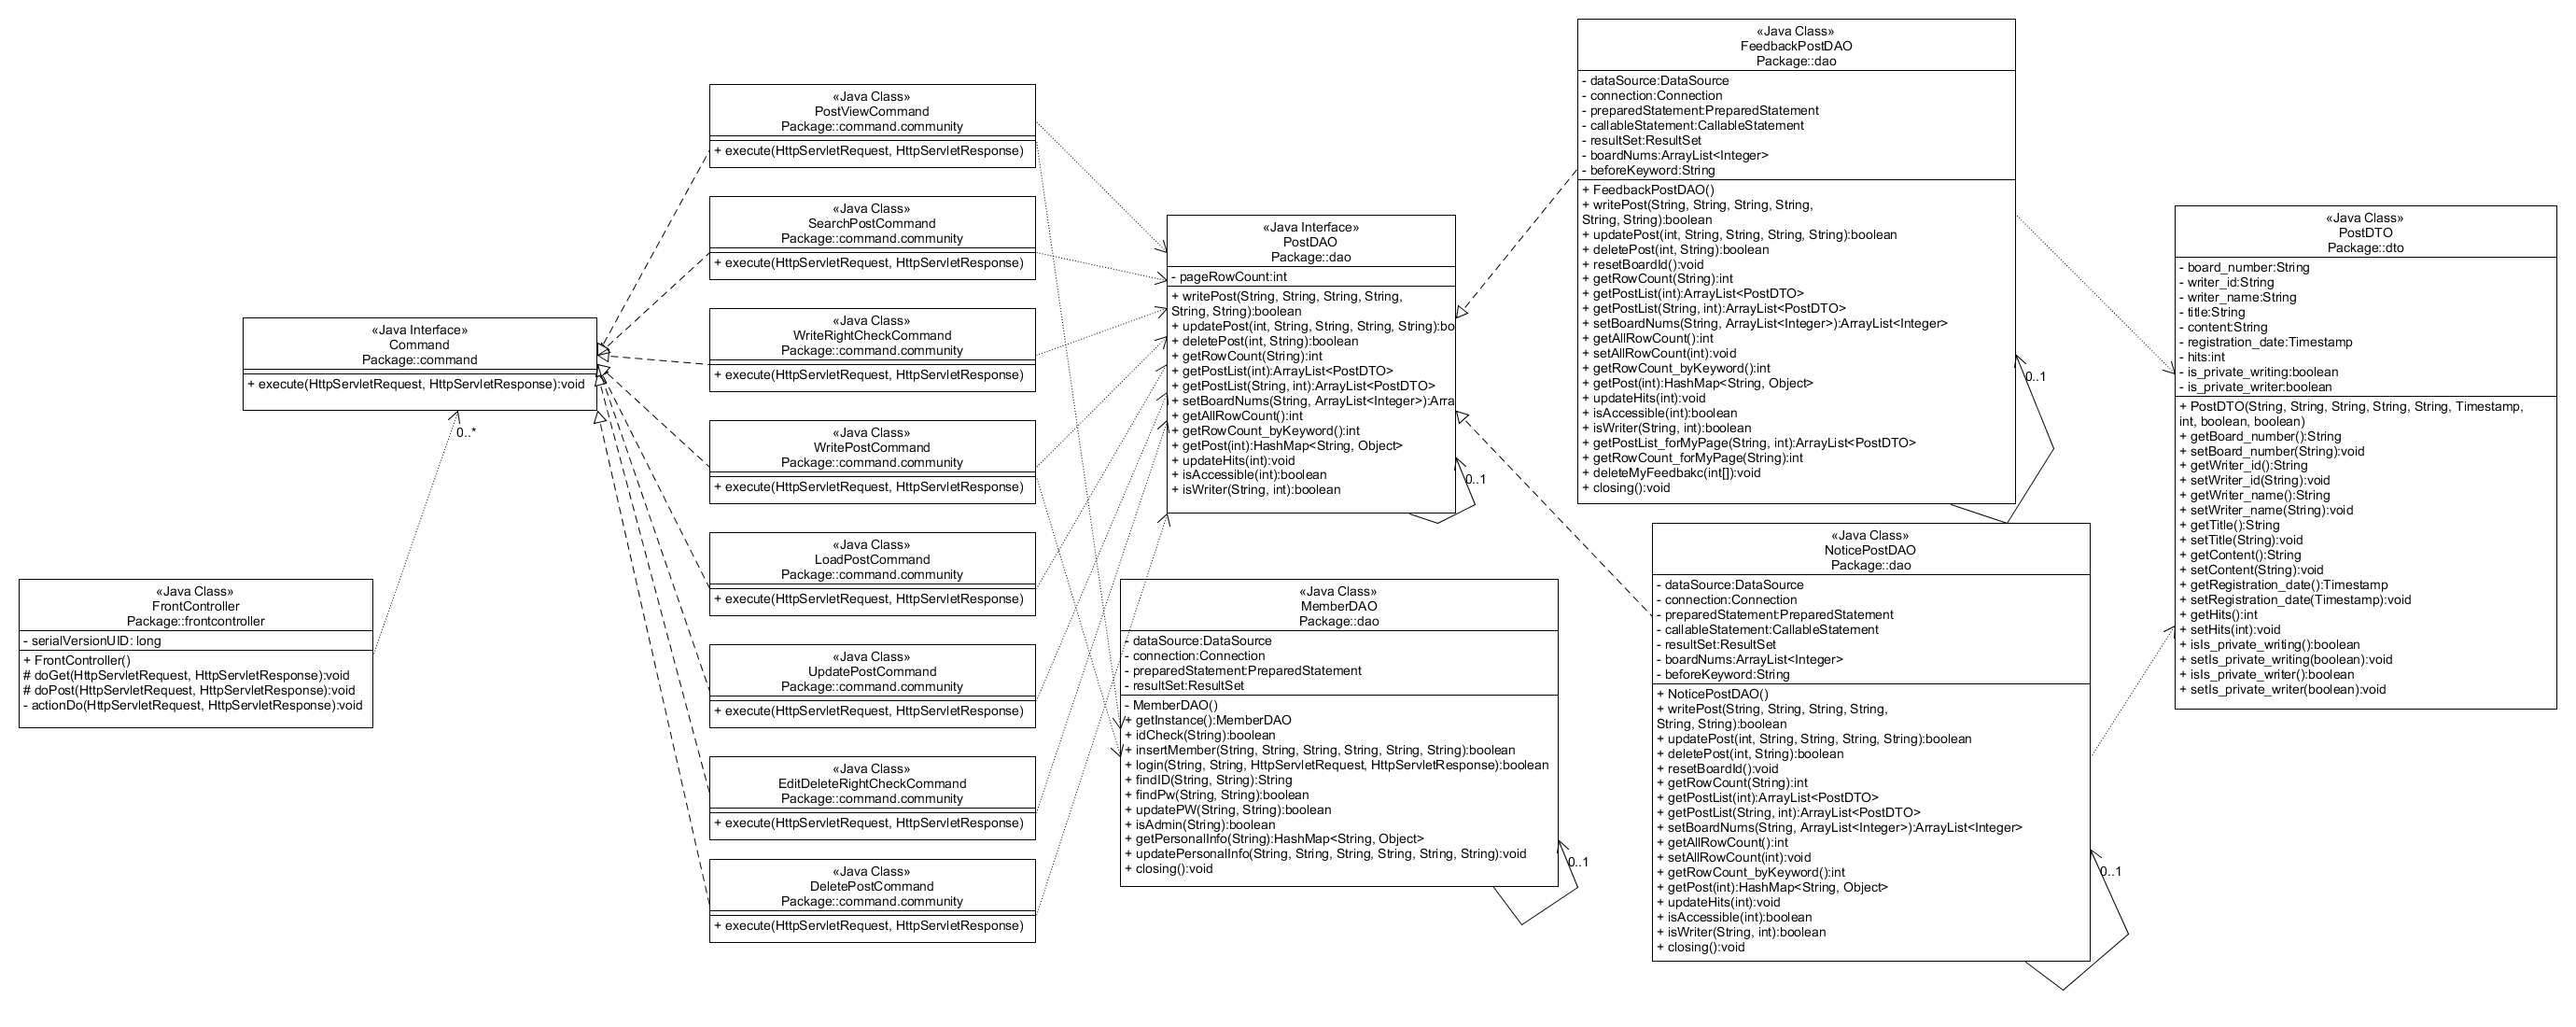 «Java Interface»
Command
Package::command
+ execute(HttpServletRequest, HttpServletResponse):void
0..*
«Java Class»
FrontController
Package::frontcontroller
- serialVersionUID: long
+ FrontController()
# doGet(HttpServletRequest, HttpServletResponse):void
# doPost(HttpServletRequest, HttpServletResponse):void
- actionDo(HttpServletRequest, HttpServletResponse):void
«Java Class»
PostViewCommand
Package::command.community
+ execute(HttpServletRequest, HttpServletResponse)
«Java Class»
SearchPostCommand
Package::command.community
+ execute(HttpServletRequest, HttpServletResponse)
«Java Class»
WriteRightCheckCommand
Package::command.community
+ execute(HttpServletRequest, HttpServletResponse)
«Java Class»
WritePostCommand
Package::command.community
+ execute(HttpServletRequest, HttpServletResponse)
«Java Class»
LoadPostCommand
Package::command.community
+ execute(HttpServletRequest, HttpServletResponse)
«Java Class»
UpdatePostCommand
Package::command.community
+ execute(HttpServletRequest, HttpServletResponse)
«Java Class»
EditDeleteRightCheckCommand
Package::command.community
+ execute(HttpServletRequest, HttpServletResponse)
«Java Class»
DeletePostCommand
Package::command.community
+ execute(HttpServletRequest, HttpServletResponse)
«Java Interface»
PostDAO
Package::dao
- pageRowCount:int
+ writePost(String, String, String, String,
String, String):boolean
+ updatePost(int, String, String, String, String):bo
+ deletePost(int, String):boolean
+ getRowCount(String):int
+ getPostList(int):ArrayList<PostDTO>
+ getPostList(String, int):ArrayList<PostDTO>
+ setBoardNums(String, ArrayList<Integer>):Arra
+ getAllRowCount():int
+ getRowCount_byKeyword():int
+ getPost(int):HashMap<String, Object>
+ updateHits(int):void
+ isAccessible(int):boolean
+ isWriter(String, int):boolean
0..1
«Java Class»
MemberDAO
Package::dao
- dataSource:DataSource
- connection:Connection
- preparedStatement:PreparedStatement
- resultSet:ResultSet
- MemberDAO()
+ getInstance():MemberDAO
+ idCheck(String):boolean
+ insertMember(String, String, String, String, String, String):boolean
+ login(String, String, HttpServletRequest, HttpServletResponse):boolean
+ findID(String, String):String
+ findPw(String, String):boolean
+ updatePW(String, String):boolean
+ isAdmin(String):boolean
+ getPersonalInfo(String):HashMap<String, Object>
+ updatePersonalInfo(String, String, String, String, String, String):void
+ closing():void
0..1
«Java Class»
FeedbackPostDAO
Package::dao
- dataSource:DataSource
- connection:Connection
- preparedStatement:PreparedStatement
- callableStatement:CallableStatement
- resultSet:ResultSet
- boardNums:ArrayList<Integer>
- beforeKeyword:String
+ FeedbackPostDAO()
+ writePost(String, String, String, String,
String, String):boolean
+ updatePost(int, String, String, String, String):boolean
+ deletePost(int, String):boolean
+ resetBoardId():void
+ getRowCount(String):int
+ getPostList(int):ArrayList<PostDTO>
+ getPostList(String, int):ArrayList<PostDTO>
+ setBoardNums(String, ArrayList<Integer>):ArrayList<Integer>
+ getAllRowCount():int
+ setAllRowCount(int):void
+ getRowCount_byKeyword():int
+ getPost(int):HashMap<String, Object>
+ updateHits(int):void
+ isAccessible(int):boolean
+ isWriter(String, int):boolean
+ getPostList_forMyPage(String, int):ArrayList<PostDTO>
+ getRowCount_forMyPage(String):int
+ deleteMyFeedbakc(int[]):void
+ closing():void
0..1
«Java Class»
NoticePostDAO
Package::dao
- dataSource:DataSource
- connection:Connection
- preparedStatement:PreparedStatement
- callableStatement:CallableStatement
- resultSet:ResultSet
- boardNums:ArrayList<Integer>
- beforeKeyword:String
+ NoticePostDAO()
+ writePost(String, String, String, String,
String, String):boolean
+ updatePost(int, String, String, String, String):boolean
+ deletePost(int, String):boolean
+ resetBoardId():void
+ getRowCount(String):int
+ getPostList(int):ArrayList<PostDTO>
+ getPostList(String, int):ArrayList<PostDTO>
+ setBoardNums(String, ArrayList<Integer>):ArrayList<Integer>
+ getAllRowCount():int
+ setAllRowCount(int):void
+ getRowCount_byKeyword():int
+ getPost(int):HashMap<String, Object>
+ updateHits(int):void
+ isAccessible(int):boolean
+ isWriter(String, int):boolean
+ closing():void
0..1
«Java Class»
PostDTO
Package::dto
- board_number:String
- writer_id:String
- writer_name:String
- title:String
- content:String
- registration_date:Timestamp
- hits:int
- is_private_writing:boolean
- is_private_writer:boolean
+ PostDTO(String, String, String, String, String, Timestamp,
int, boolean, boolean)
+ getBoard_number():String
+ setBoard_number(String):void
+ getWriter_id():String
+ setWriter_id(String):void
+ getWriter_name():String
+ setWriter_name(String):void
+ getTitle():String
+ setTitle(String):void
+ getContent():String
+ setContent(String):void
+ getRegistration_date():Timestamp
+ setRegistration_date(Timestamp):void
+ getHits():int
+ setHits(int):void
+ isIs_private_writing():boolean
+ setIs_private_writing(boolean):void
+ isIs_private_writer():boolean
+ setIs_private_writer(boolean):void